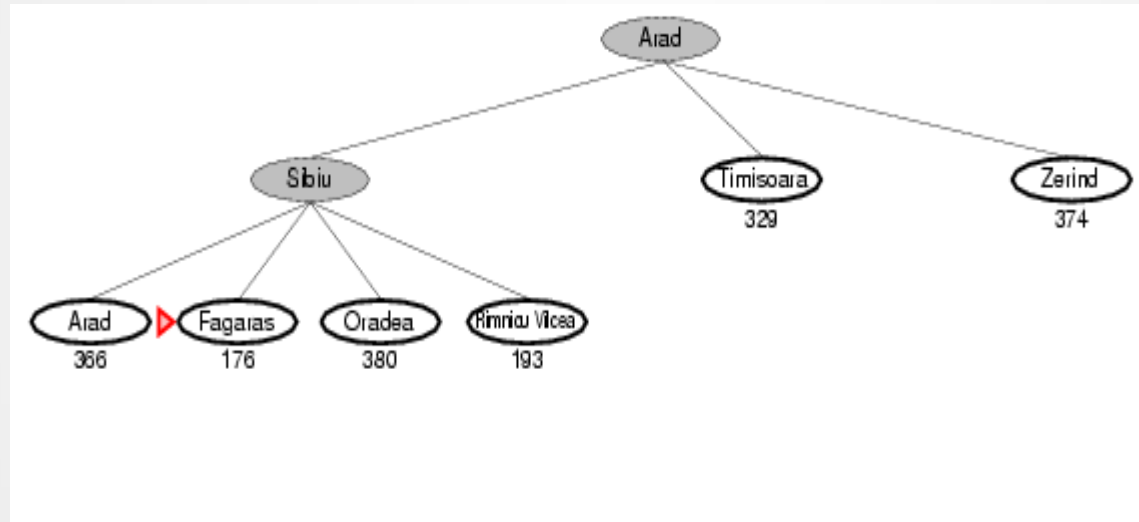 Arad
Sibiu Timisoara Zerind
329 374
Arad Fagaras Oradea Rimnicu Vilcea
366 176 380 193